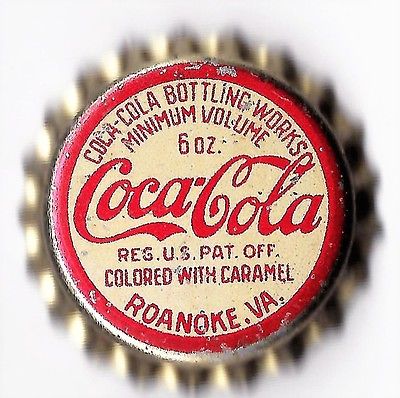 COCA-COLA BOTTLING WORKS
MINIMUM VOLUME
6 oz.
Coca-Cola
REG. U.S. PAT. OFF.
COLORED WITH CARAMEL
ROANOKE, VA.